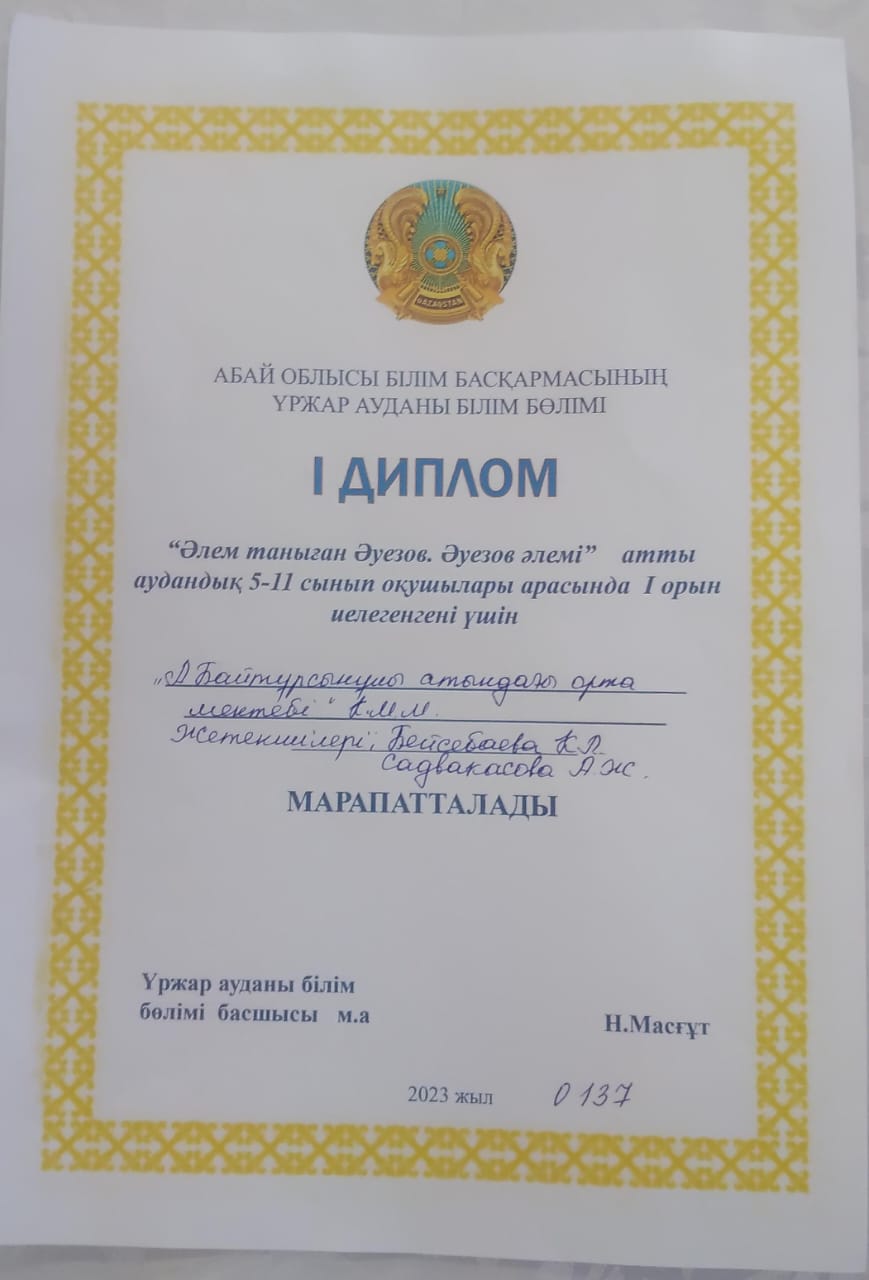 QAZAQSTAN
АБАЙ ОБЛЫСЫ БІЛІМ БАСҚАРМАСЫНЫҢ
ҮРЖАР АУДАНЫ БІЛІМ БӨЛІМІ
І ДИПЛОМ
“Әлем таныған Әуезов. Әуезов әлемі” атты
аудандық 5-11 сынып оқушылары арасында І орын
иелегенгені үшін
„А Байтұрсынұлы атындағы орта
мектебі“ КММ.
Жетекшілері; Бейсебаева К.Л.
Садвакасова А.Ж.
МАРАПАТТАЛАДЫ
Үржар ауданы білім
бөлімі басшысы м.а
Н.Масғұт
2023 жыл 0137